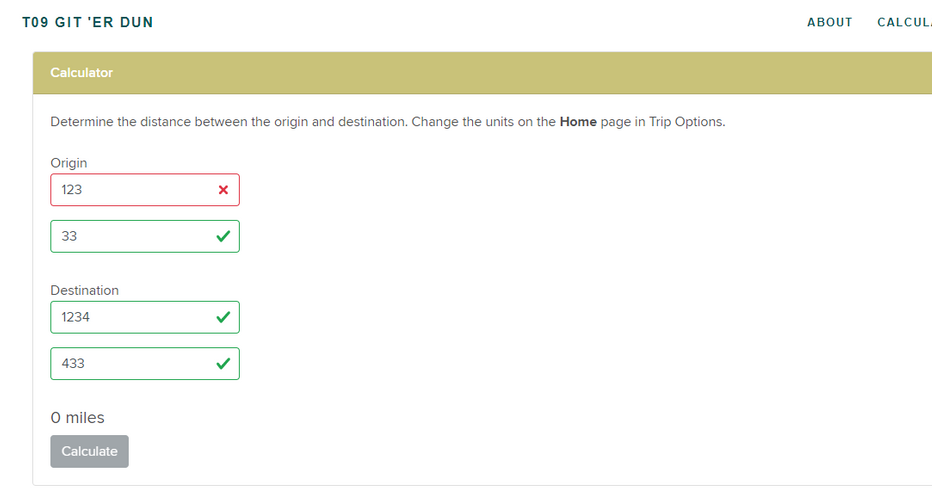 T09 GIT 'ER DUN
ABOUT CALCUL
Calculator
Determine the distance between the origin and destination. Change the units on the Home page in Trip Options.
Origin
123
33
Destination
1234
433
0 miles
Calculate